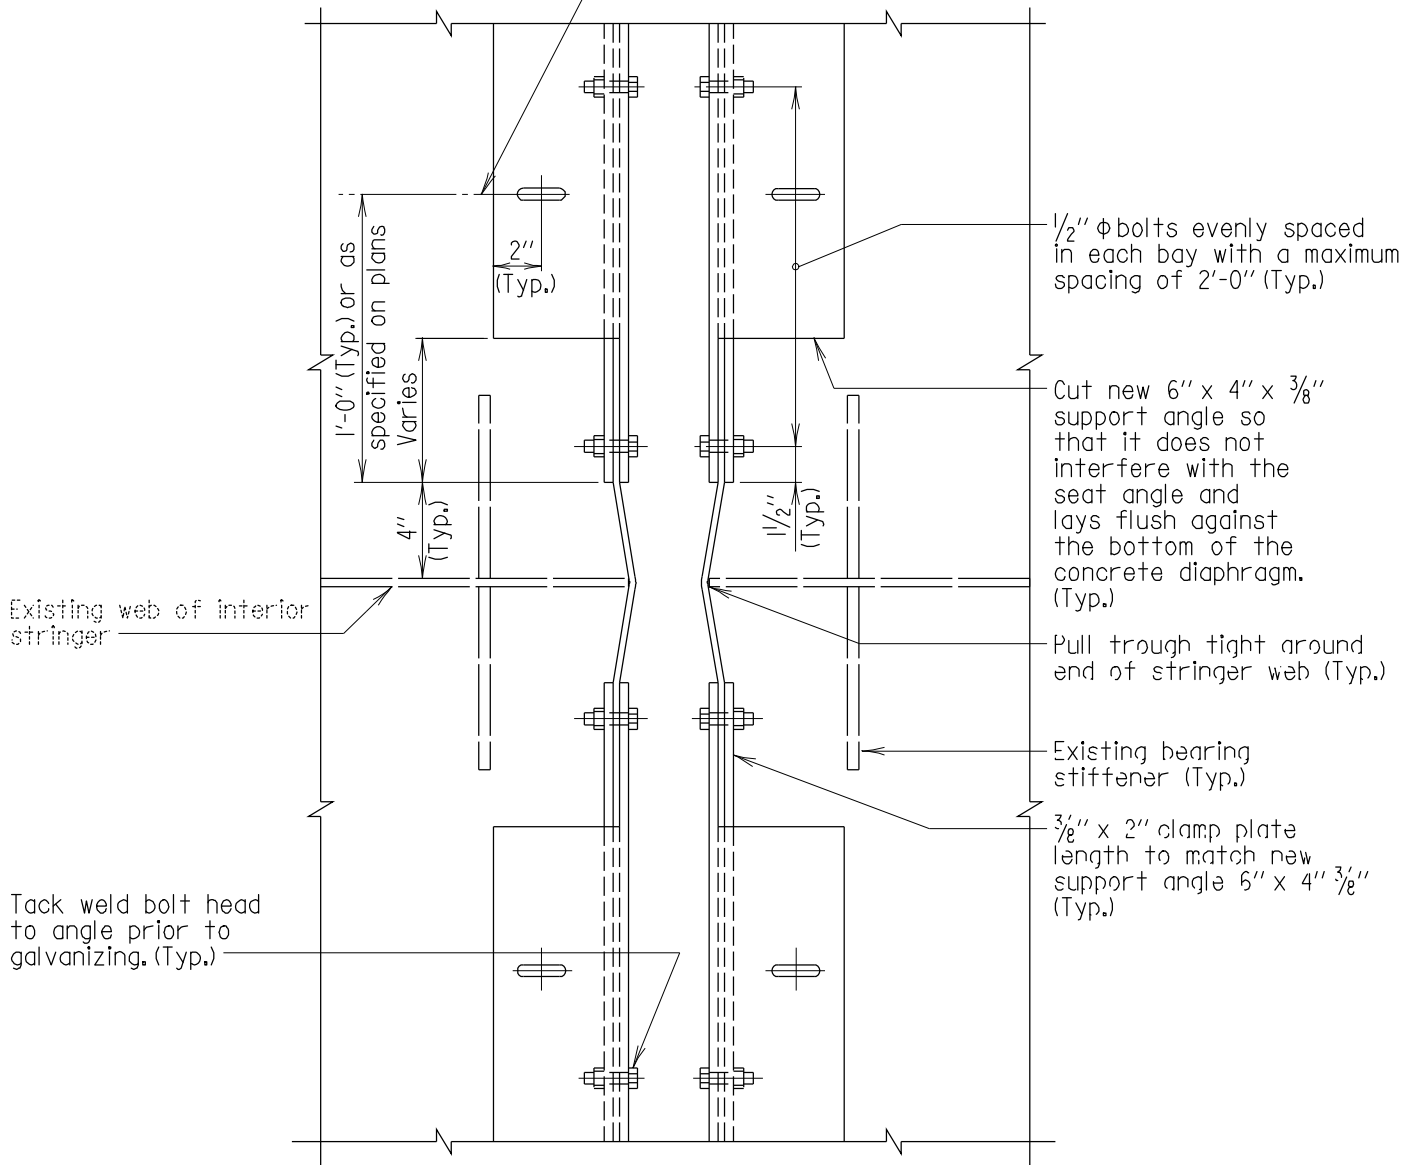 1/2" ϕ bolts evenly spaced
in each bay with a maximum
spacing of 2'-0" (Typ.)
2"
(Typ.)
1'-0" (Typ.) or as
specified on plans
Varies
4"
(Typ.)
1 1/2"
(Typ.)
Cut new 6" x 4" x 3/8"
support angle so
that it does not
interfere with the
seat angle and
lays flush against
the bottom of the
concrete diaphragm.
(Typ.)
Existing web of interior
stringer
Pull trough tight around
end of stringer web (Typ.)
Existing bearing
stiffener (Typ.)
3/8" x 2" clamp plate
length to match new
support angle 6" x 4" 3/8"
(Typ.)
Tack weld bolt head
to angle prior to
galvanizing. (Typ.)